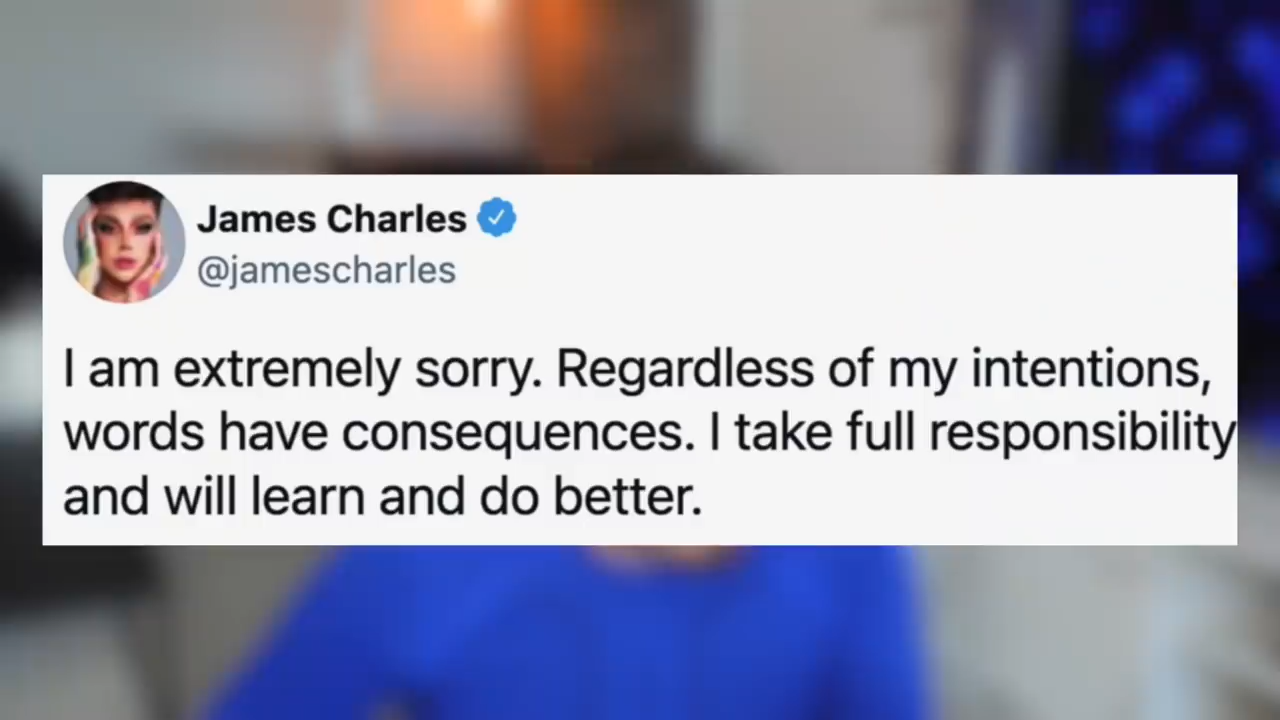 James Charles
@jamescharles
I am extremely sorry. Regardless of my intentions,
words have consequences. I take full responsibility
and will learn and do better.